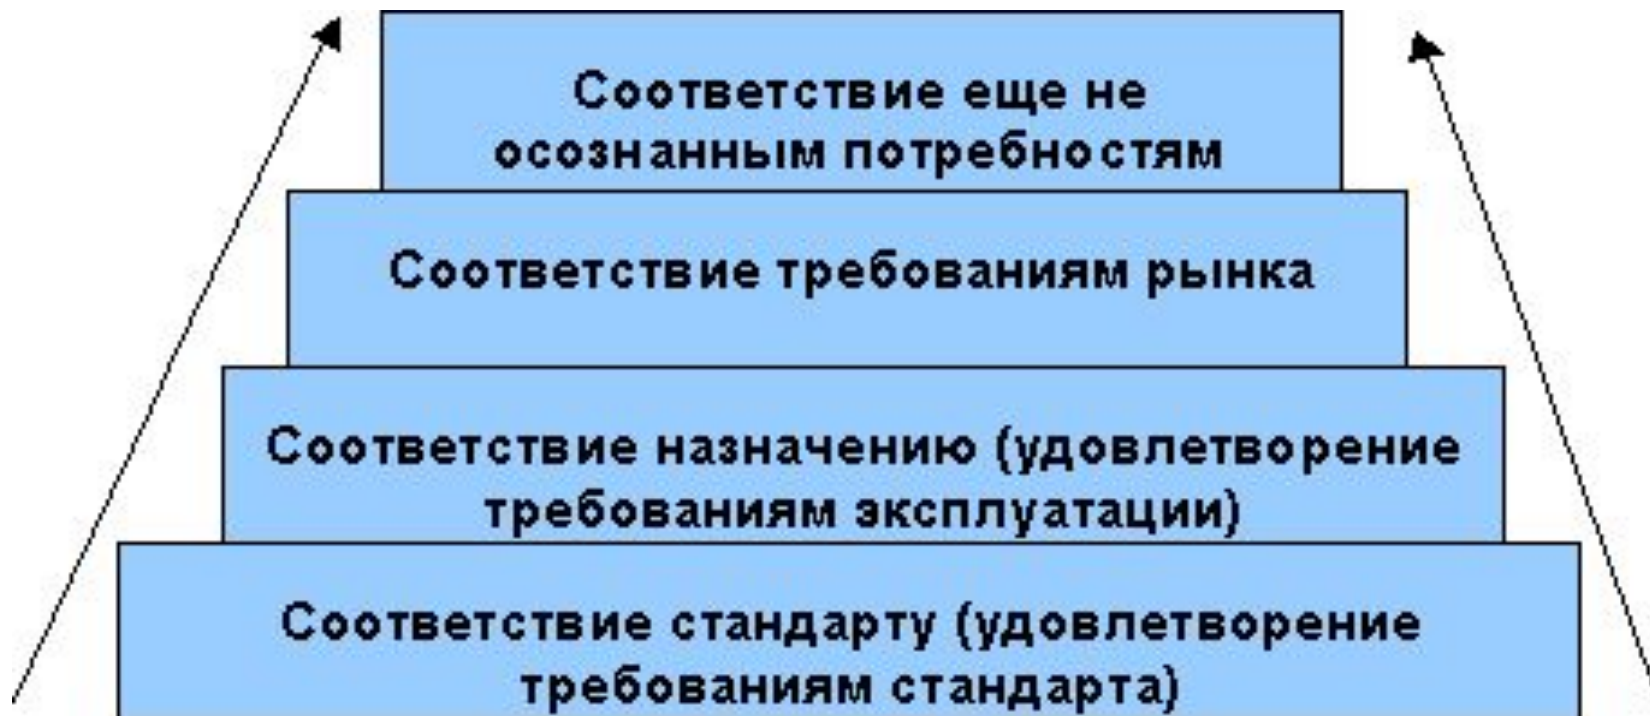 Соответствие еще не
осознанным потребностям
Соответствие требованиям рынка
Соответствие назначению (удовлетворение
требованиям эксплуатации)
Соответствие стандарту (удовлетворение
требованиям стандарта)